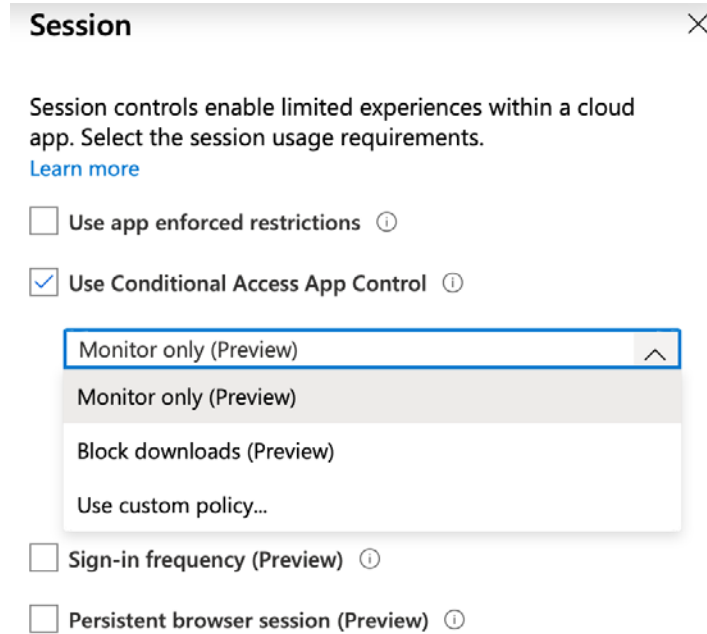 Session
Session controls enable limited experiences within a cloud
app. Select the session usage requirements.
Learn more
Use app enforced restrictions
Use Conditional Access App Control
Monitor only (Preview)
Monitor only (Preview)
Block downloads (Preview)
Use custom policy...
Sign-in frequency (Preview)
Persistent browser session (Preview)